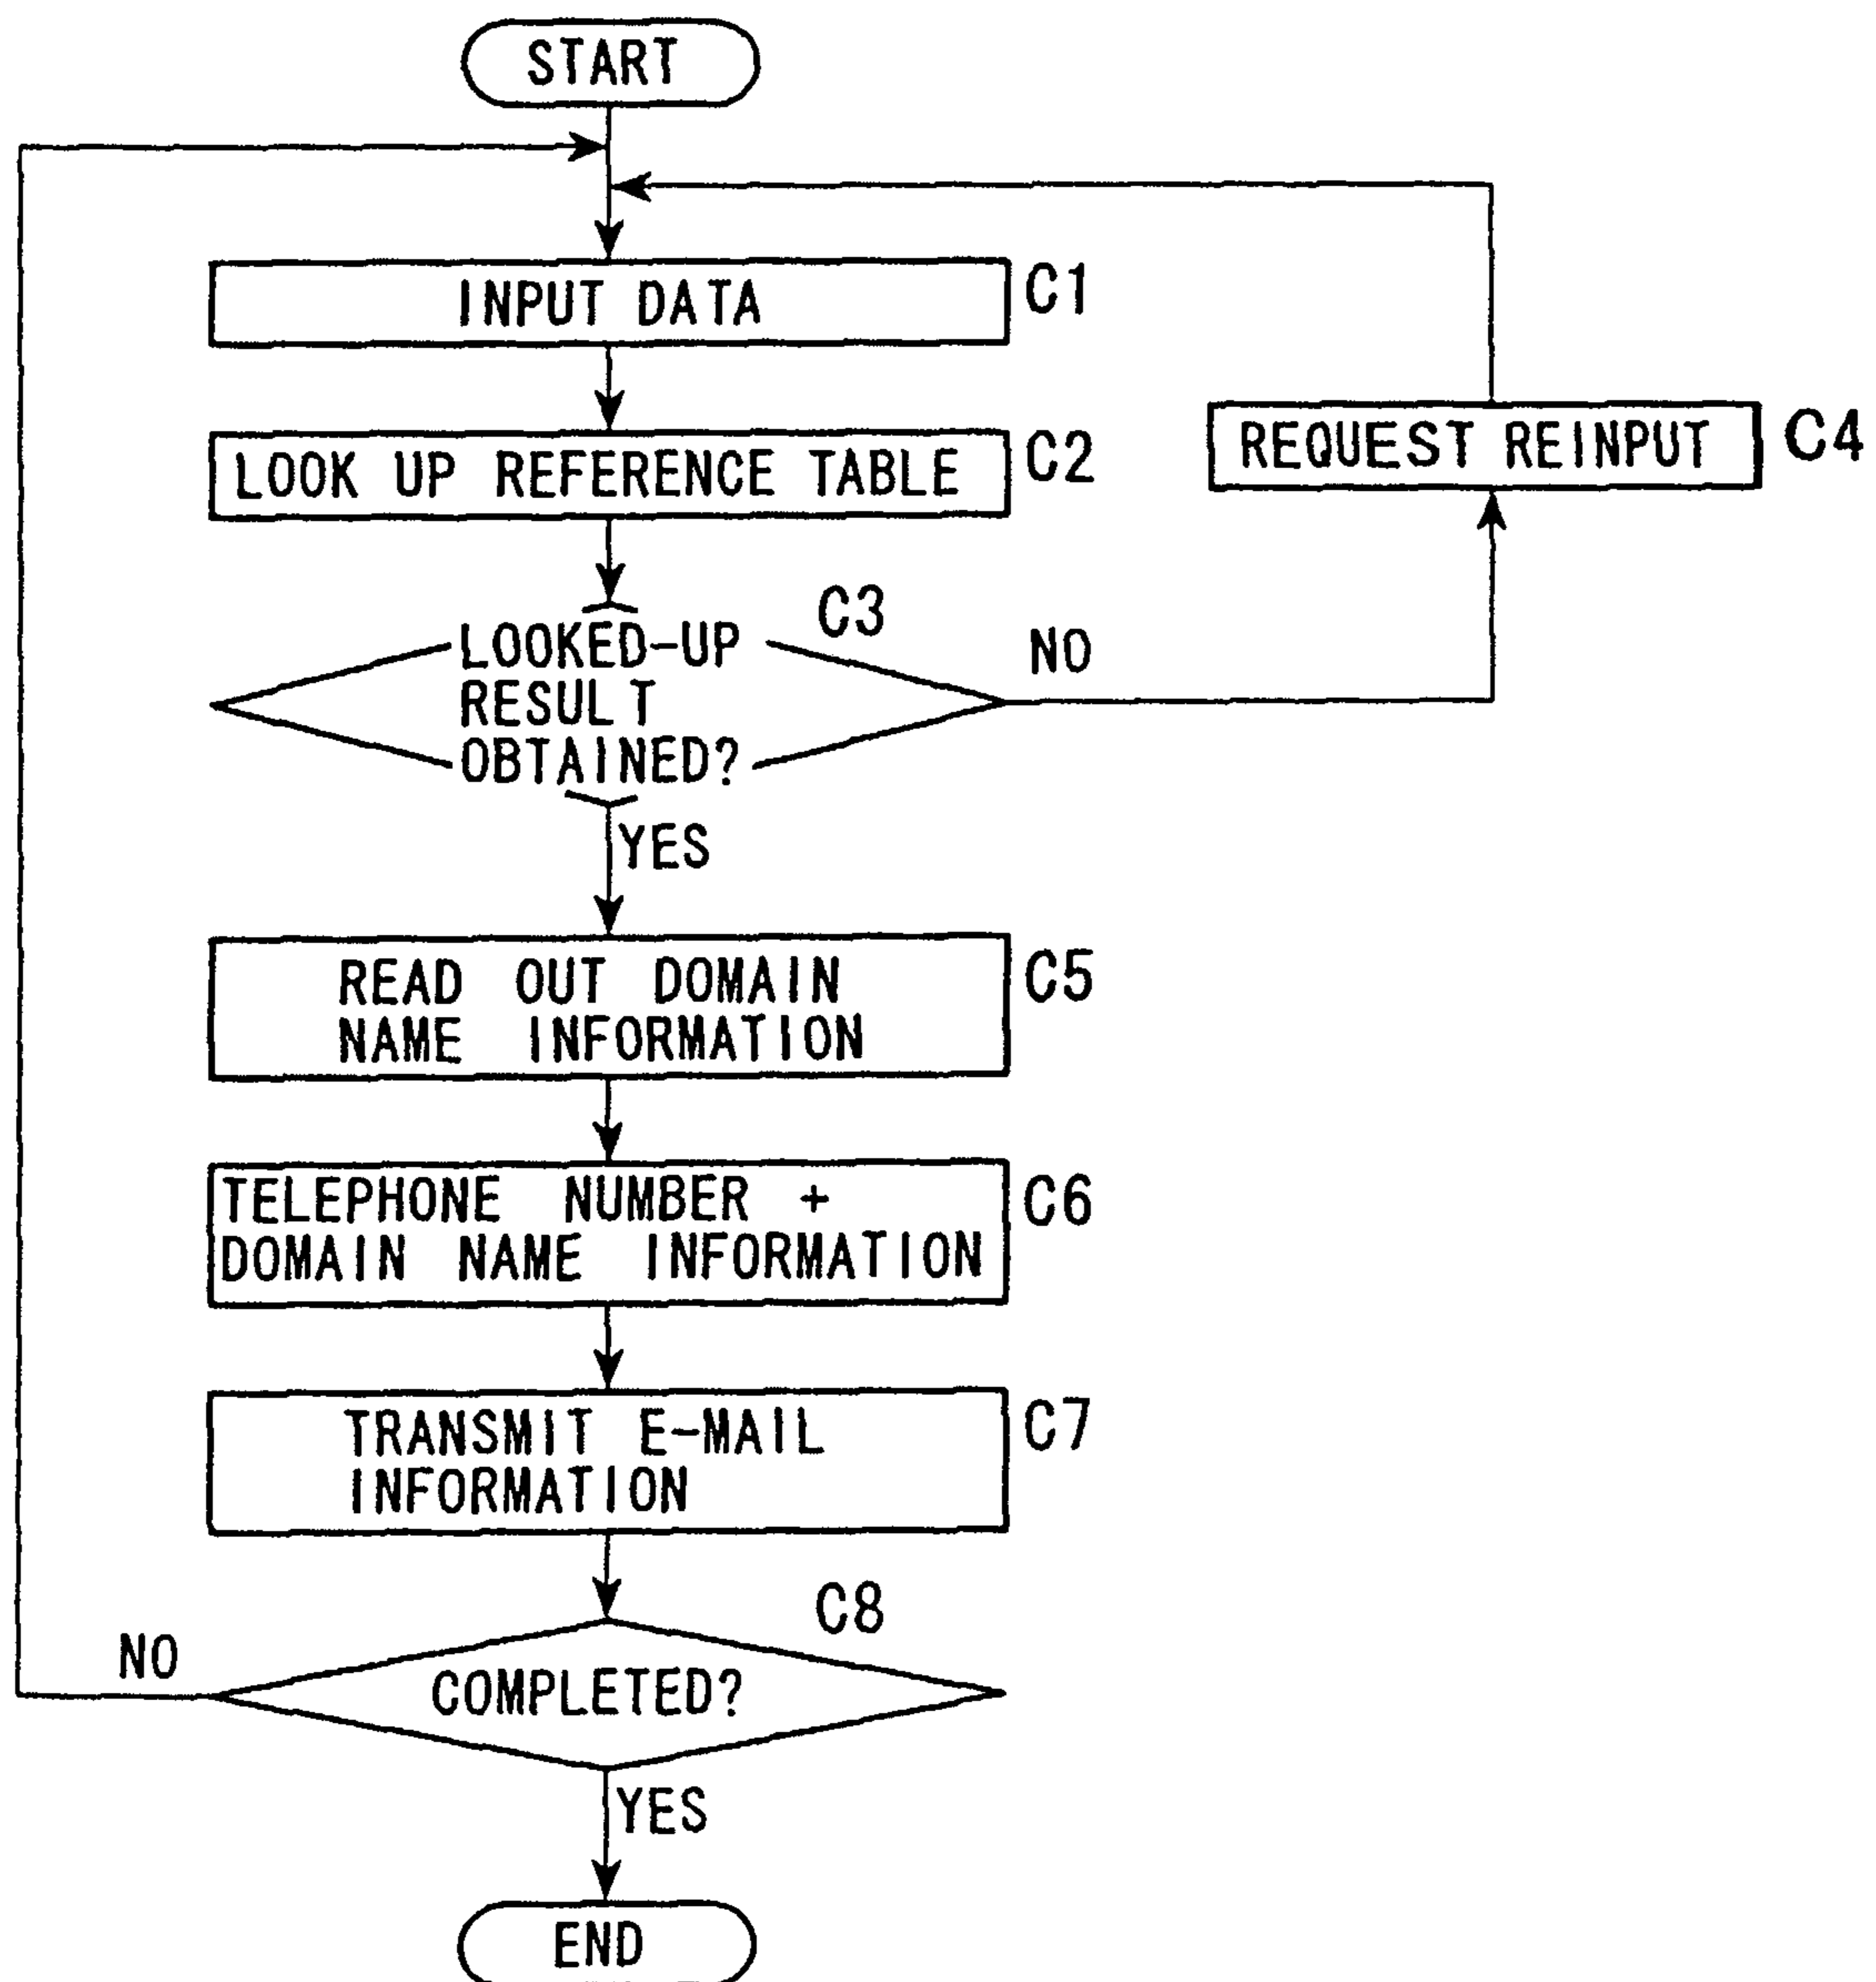 START
INPUT DATA
C1
LOOK UP REFERENCE TABLE
C2
REQUEST REINPUT
C4
C3
LOOKED-UP
RESULT
OBTAINED?
NO
YES
READ OUT DOMAIN
NAME INFORMATION
C5
TELEPHONE NUMBER +
DOMAIN NAME INFORMATION
C6
TRANSMIT E-MAIL
INFORMATION
C7
C8
NO
COMPLETED?
YES
END